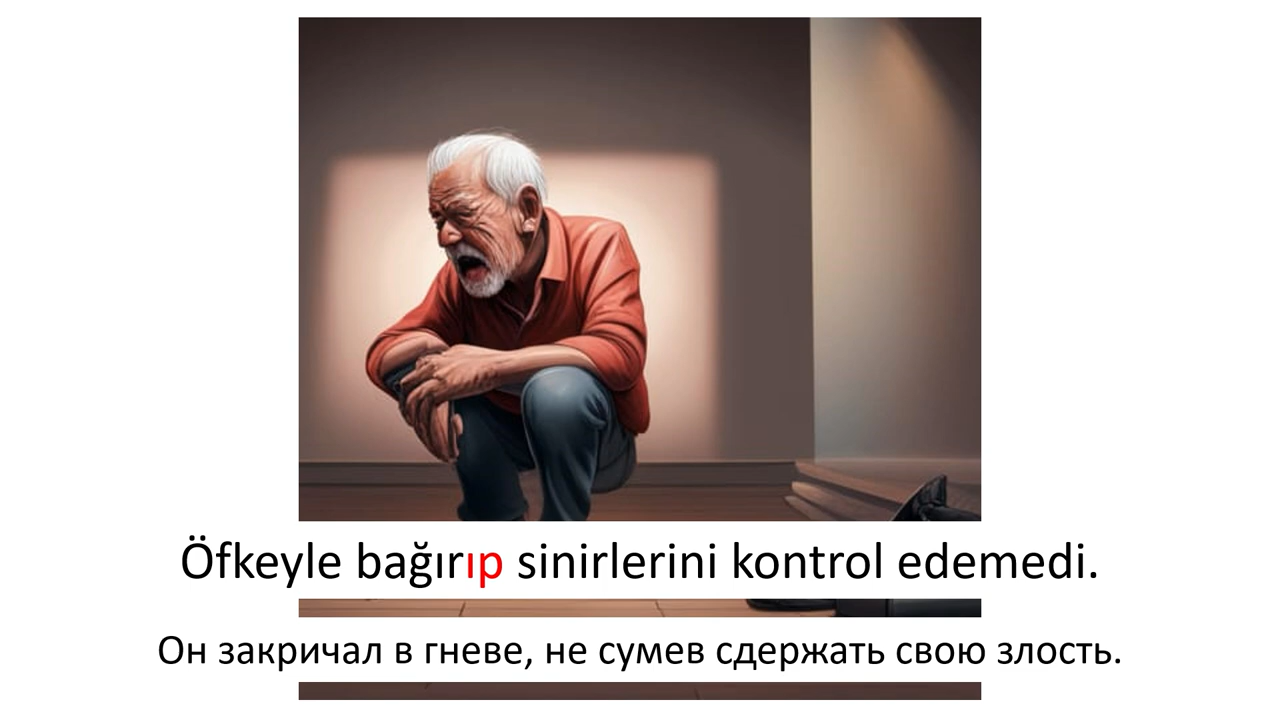 Öfkeyle bağırıp sinirlerini kontrol edemedi.
Он закричал в гневе, не сумев сдержать свою злость.